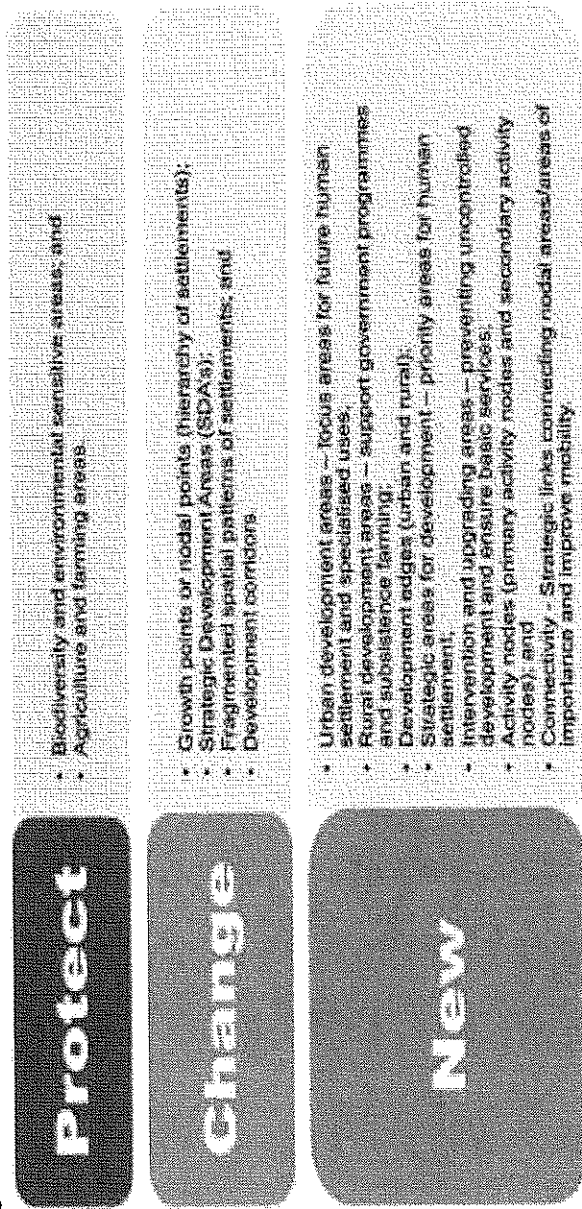 Protect
• Biodiversity and environmental sensitive areas; and
• Agriculture and farming areas.
Change
• Growth points or nodal points (hierarchy of settlements);
• Strategic Development Areas (SDA's);
• Fragmented spatial patterns of settlements; and
• Development corridors.
New
• Urban development areas – focus areas for future human
settlement and specialised uses;
• Rural development areas – support government programmes
and subsistence farming;
• Development edges (urban and rural);
• Strategic areas for development – priority areas for human
settlement;
• Intervention and upgrading areas – preventing uncontrolled
development and ensure basic services;
• Activity nodes (primary activity nodes and secondary activity
nodes); and
• Connectivity - Strategic links connecting nodal areas/areas of
importance and improve mobility.